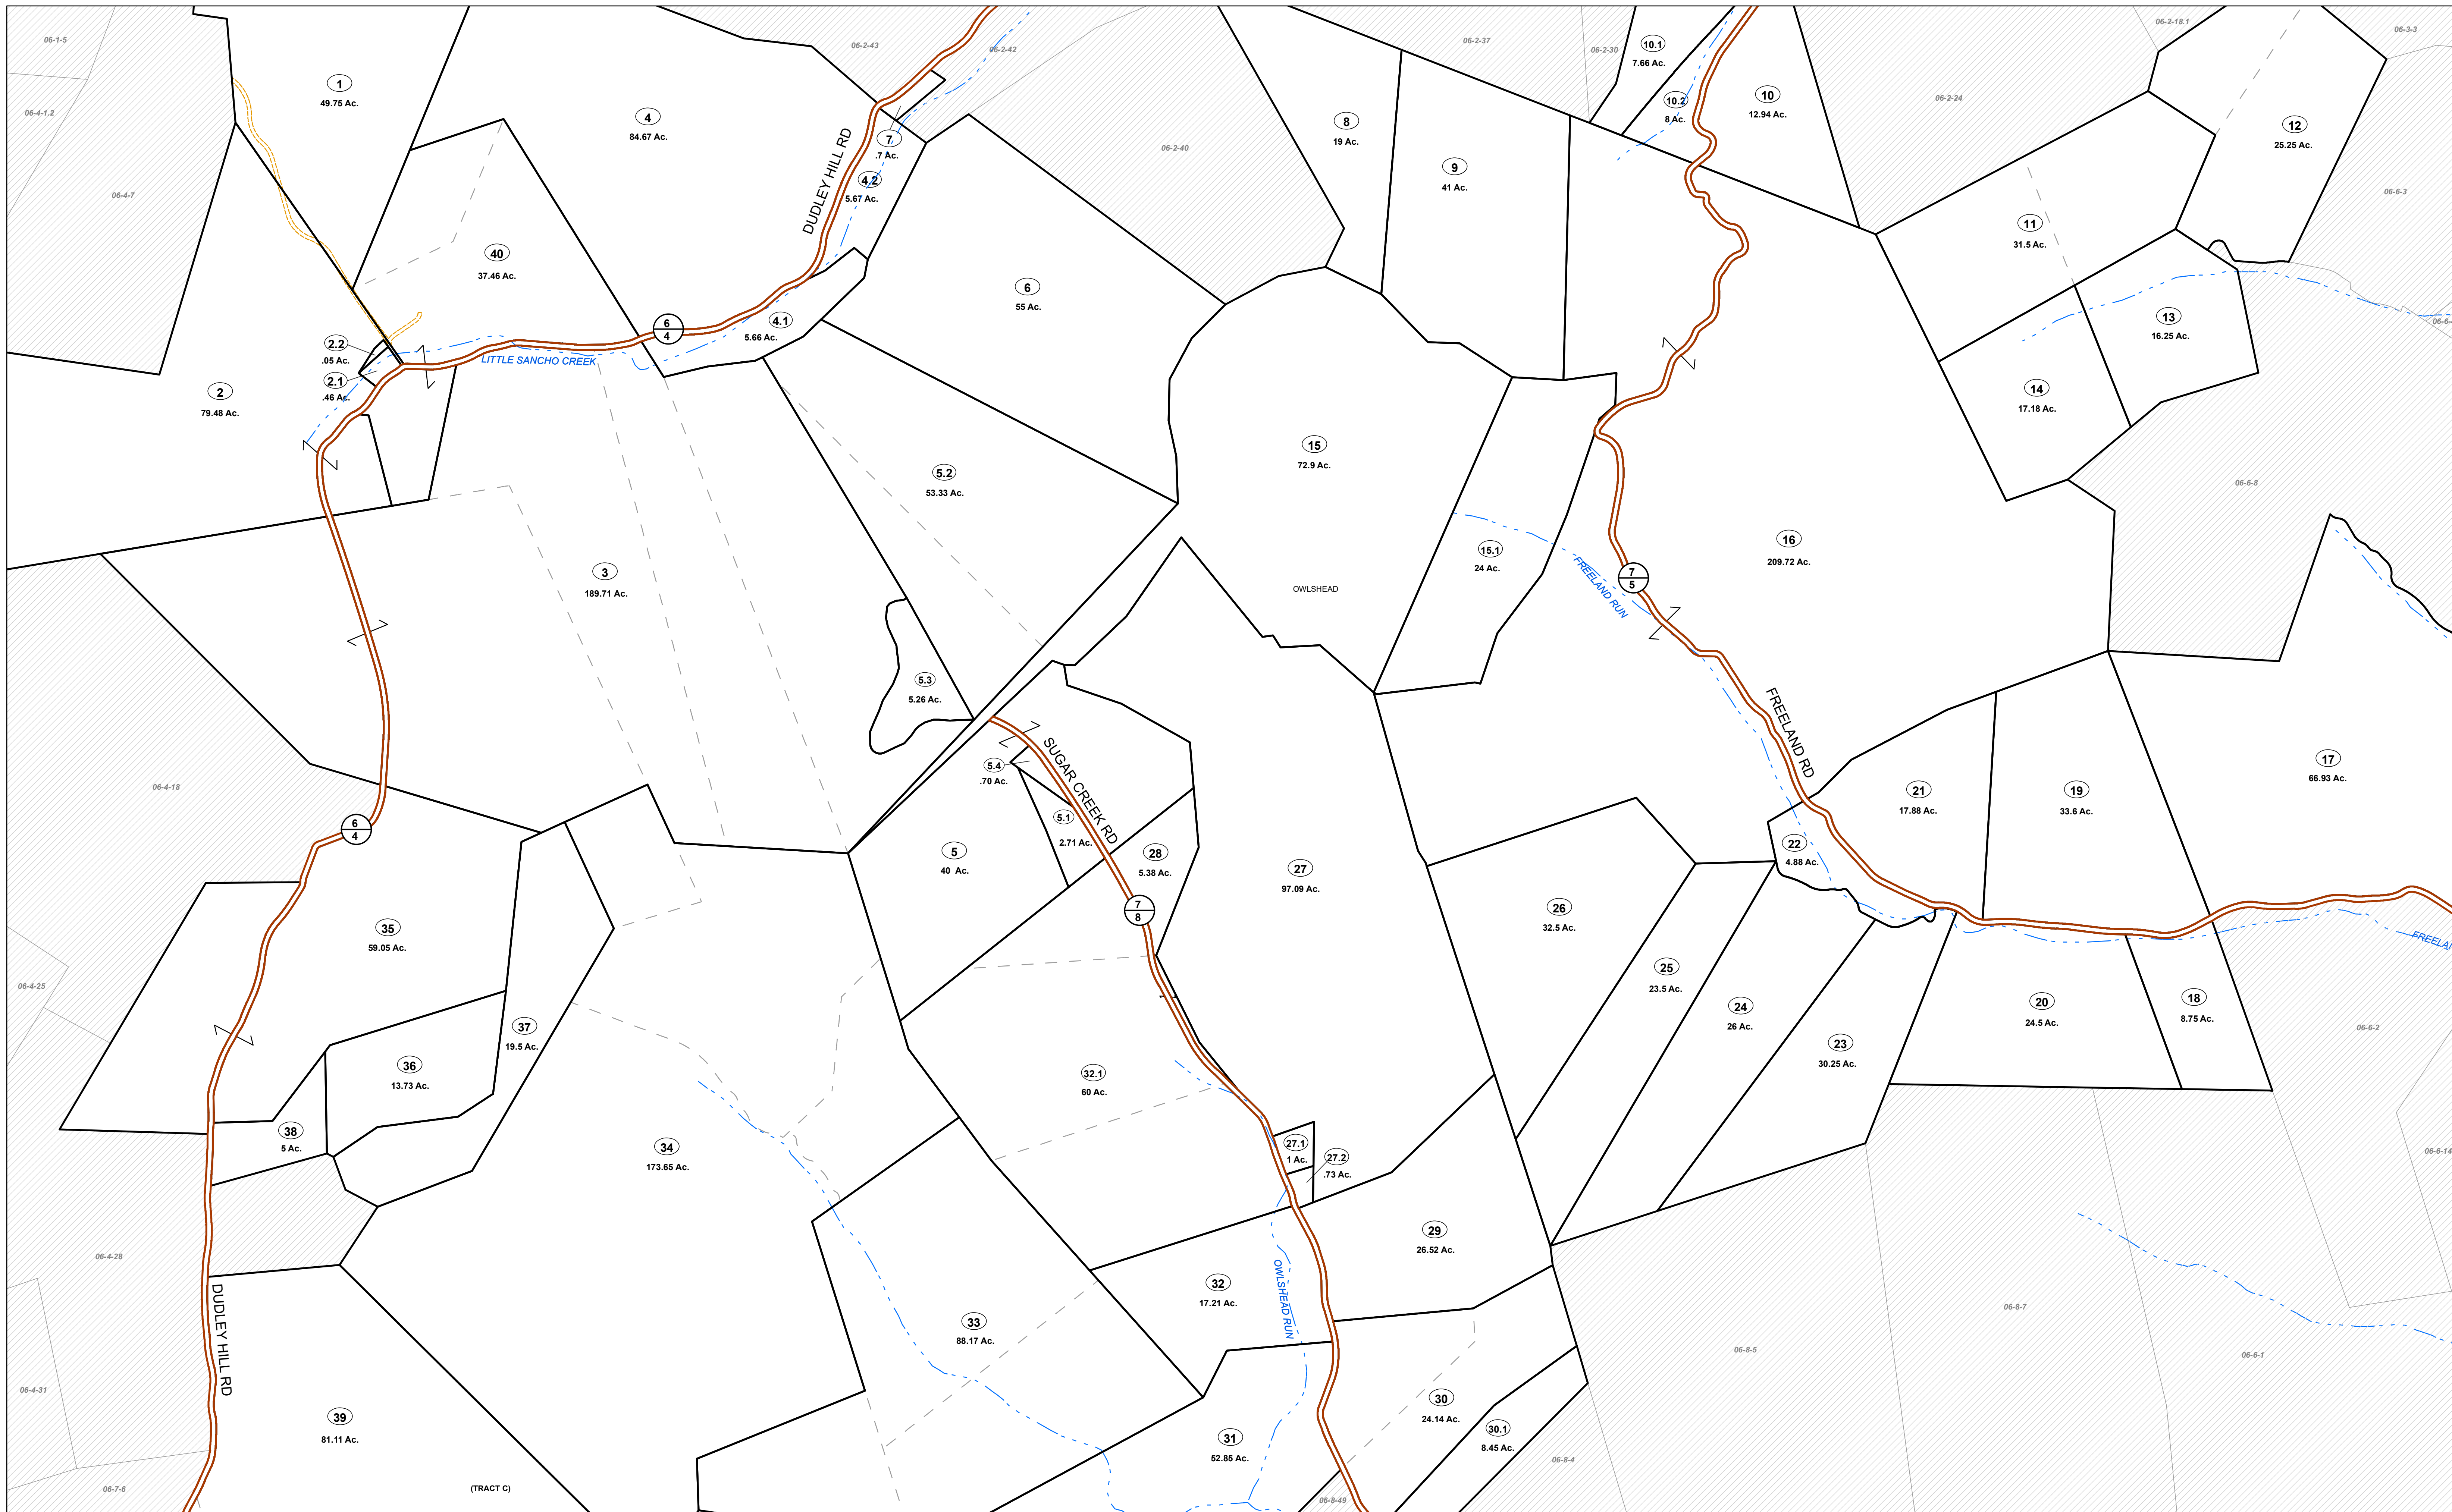 06-1-5
06-4-1.2
06-4-7
1
49.75 Ac.
4
84.67 Ac.
06-2-43
06-2-42
DUDLEY HILL RD
7
.7 Ac.
4.2
5.67 Ac.
06-2-40
06-2-37
06-2-30
10.1
7.66 Ac.
10.2
8 Ac.
10
12.94 Ac.
06-2-24
06-2-18.1
06-3-3
12
25.25 Ac.
06-6-3
8
19 Ac.
9
41 Ac.
11
31.5 Ac.
40
37.46 Ac.
6
55 Ac.
4.1
5.66 Ac.
6
4
13
16.25 Ac.
2.2
.05 Ac.
2.1
.46 Ac.
LITTLE SANCHO CREEK
2
79.48 Ac.
14
17.18 Ac.
15
72.9 Ac.
5.2
53.33 Ac.
06-6-8
16
209.72 Ac.
15.1
24 Ac.
7
5
FREELAND RUN
OWLSHEAD
3
189.71 Ac.
5.3
5.26 Ac.
FREELAND RD
SUGAR CREEK RD
5.4
.70 Ac.
17
66.93 Ac.
06-4-18
21
17.88 Ac.
19
33.6 Ac.
6
4
5.1
2.71 Ac.
22
4.88 Ac.
5
40 Ac.
28
5.38 Ac.
27
97.09 Ac.
7
8
26
32.5 Ac.
35
59.05 Ac.
25
23.5 Ac.
06-4-25
24
26 Ac.
20
24.5 Ac.
18
8.75 Ac.
06-6-2
37
19.5 Ac.
23
30.25 Ac.
36
13.73 Ac.
32.1
60 Ac.
38
5 Ac.
34
173.65 Ac.
27.1
1 Ac.
27.2
.73 Ac.
06-6-14
29
26.52 Ac.
06-4-28
32
17.21 Ac.
OWLSHEAD RUN
06-8-7
33
88.17 Ac.
DUDLEY HILL RD
06-8-5
06-6-1
06-4-31
39
81.11 Ac.
30
24.14 Ac.
30.1
8.45 Ac.
31
52.85 Ac.
06-8-4
06-7-6
(TRACT C)
06-8-49